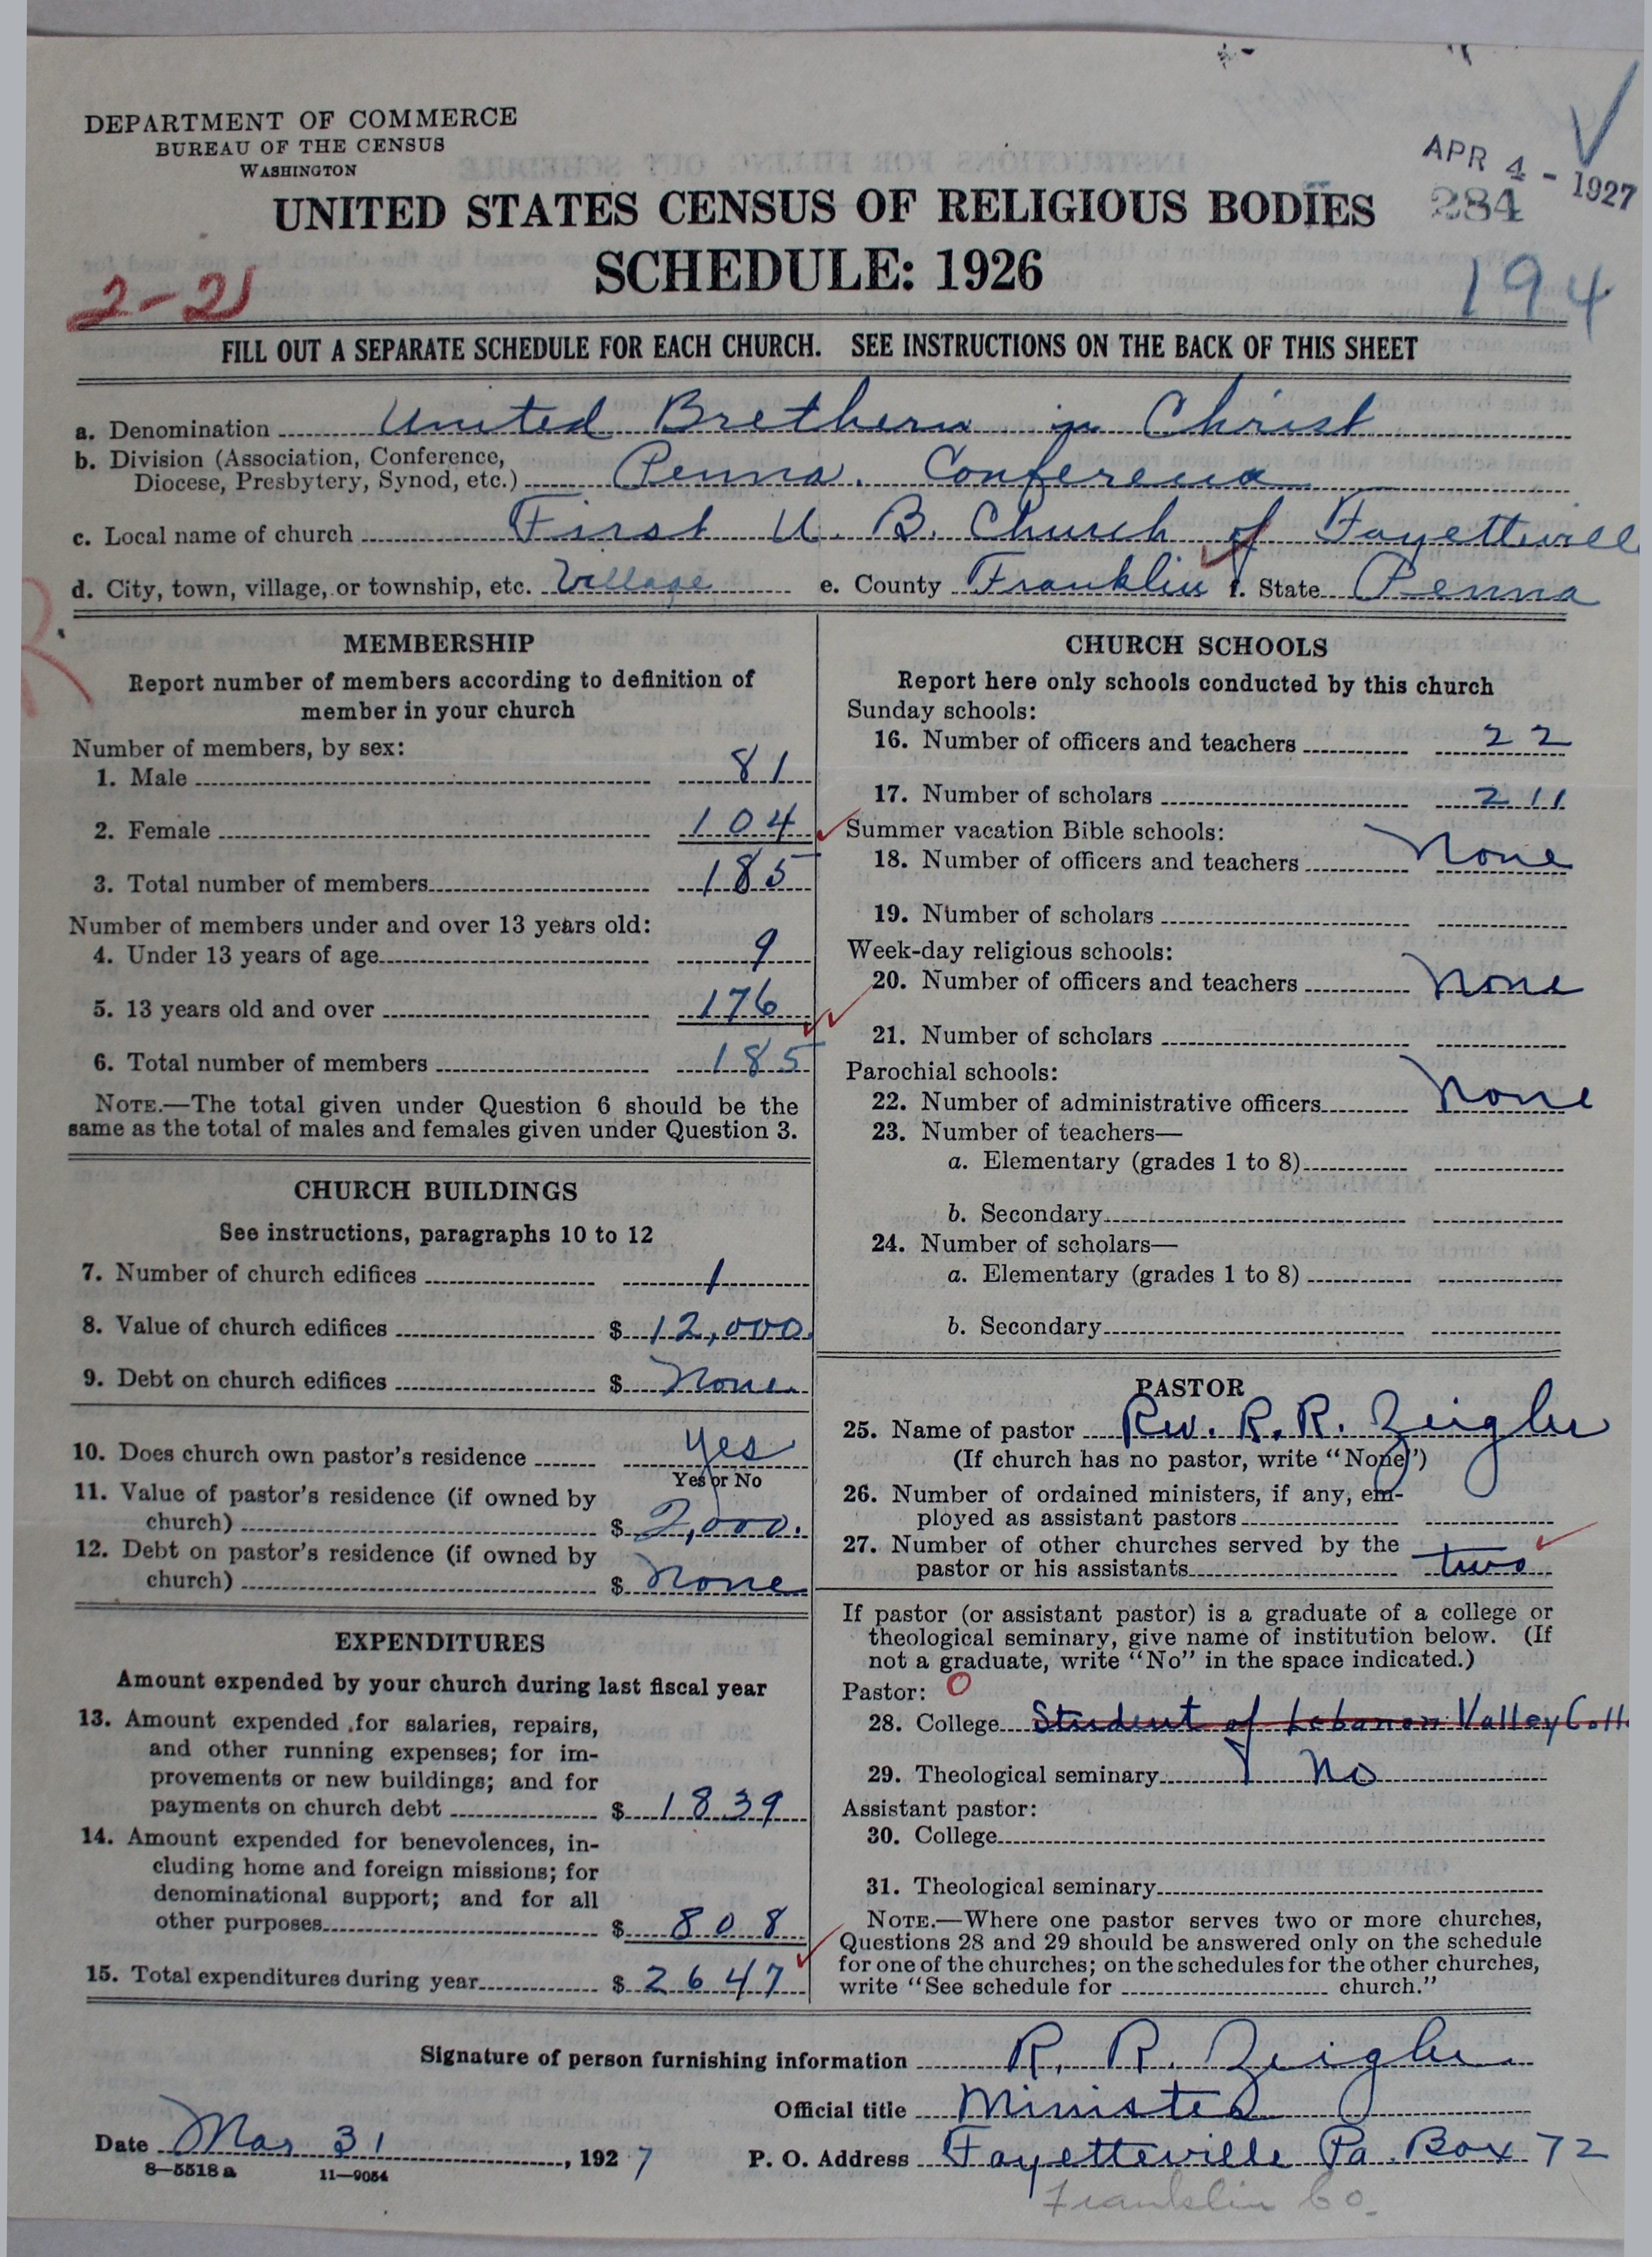 DEPARTMENT OF COMMERCE
BUREAU OF THE CENSUS
WASHINGTON
APR 4 - 1927
284
UNITED STATES CENSUS OF RELIGIOUS BODIES
SCHEDULE: 1926
2-21
194
FILL OUT A SEPARATE SCHEDULE FOR EACH CHURCH. SEE INSTRUCTIONS ON THE BACK OF THIS SHEET
a. Denomination United Brethern in Christ
b. Division (Association, Conference,
Diocese, Presbytery, Synod, etc.) Penna. Conference
c. Local name of church First U. B. Church of Fayetteville
d. City, town, village, or township, etc. Village e. County Franklin f. State Penna
MEMBERSHIP
Report number of members according to definition of
member in your church
Number of members, by sex:
1. Male 81
2. Female 104
3. Total number of members 185
Number of members under and over 13 years old:
4. Under 13 years of age 9
5. 13 years old and over 176
6. Total number of members 185
NOTE.—The total given under Question 6 should be the
same as the total of males and females given under Question 3.
CHURCH BUILDINGS
See instructions, paragraphs 10 to 12
7. Number of church edifices 1
8. Value of church edifices $ 12,000.
9. Debt on church edifices $ None.
10. Does church own pastor's residence yes
Yes or No
11. Value of pastor's residence (if owned by
church) $ 2,000.
12. Debt on pastor's residence (if owned by
church) $ None
EXPENDITURES
Amount expended by your church during last fiscal year
13. Amount expended for salaries, repairs,
and other running expenses; for im-
provements or new buildings; and for
payments on church debt $ 1839
14. Amount expended for benevolences, in-
cluding home and foreign missions; for
denominational support; and for all
other purposes $ 808
15. Total expenditures during year $ 2647
CHURCH SCHOOLS
Report here only schools conducted by this church
Sunday schools:
16. Number of officers and teachers 22
17. Number of scholars 211
Summer vacation Bible schools:
18. Number of officers and teachers None
19. Number of scholars
Week-day religious schools:
20. Number of officers and teachers None
21. Number of scholars
Parochial schools:
22. Number of administrative officers None
23. Number of teachers—
a. Elementary (grades 1 to 8)
b. Secondary
24. Number of scholars—
a. Elementary (grades 1 to 8)
b. Secondary
PASTOR
25. Name of pastor Rev. R. R. Zeigler
(If church has no pastor, write "None")
26. Number of ordained ministers, if any, em-
ployed as assistant pastors
27. Number of other churches served by the
pastor or his assistants two
If pastor (or assistant pastor) is a graduate of a college or
theological seminary, give name of institution below. (If
not a graduate, write "No" in the space indicated.)
Pastor: O
28. College Student of Lebanon Valley Coll
29. Theological seminary No
Assistant pastor:
30. College
31. Theological seminary
NOTE.—Where one pastor serves two or more churches,
Questions 28 and 29 should be answered only on the schedule
for one of the churches; on the schedules for the other churches,
write "See schedule for church."
Signature of person furnishing information R. R. Zeigler
Official title Minister
Date Mar 31, 1927 P. O. Address Fayetteville Pa. Box 72
8-5518 a 11-9054
Franklin Co.